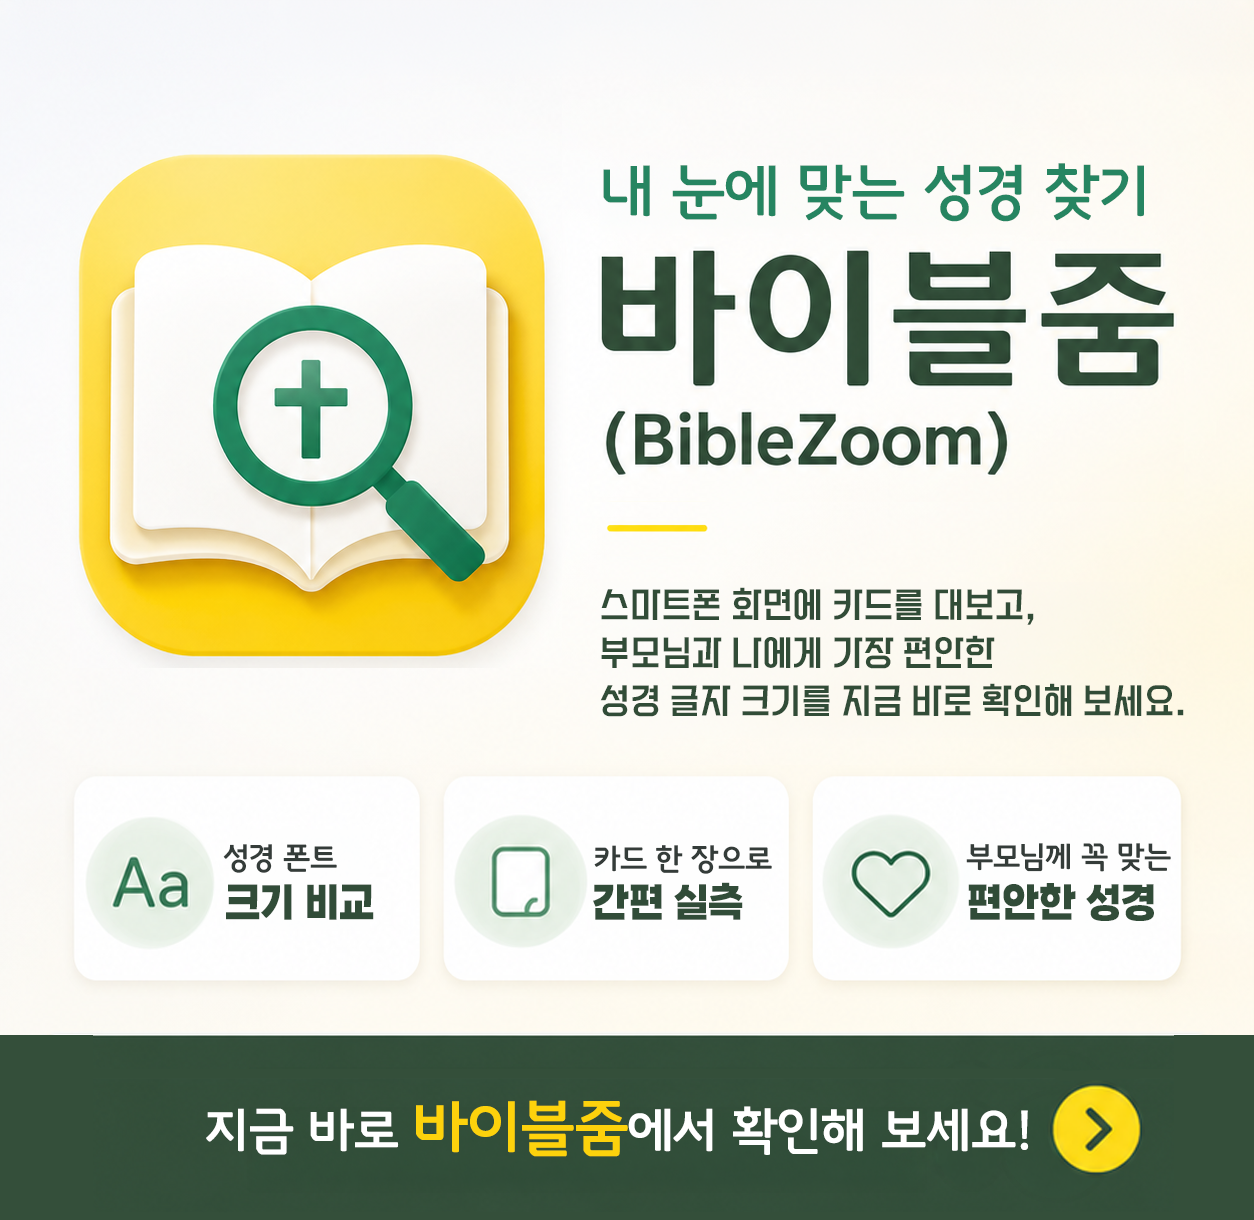 내 눈에 맞는 성경 찾기
바이블줌
(BibleZoom)
스마트폰 화면에 카드를 대보고,
부모님과 나에게 가장 편안한
성경 글자 크기를 지금 바로 확인해 보세요.
Aa
성경 폰트
크기 비교
카드 한 장으로
간편 실측
부모님께 꼭 맞는
편안한 성경
지금 바로 바이블줌에서 확인해 보세요!